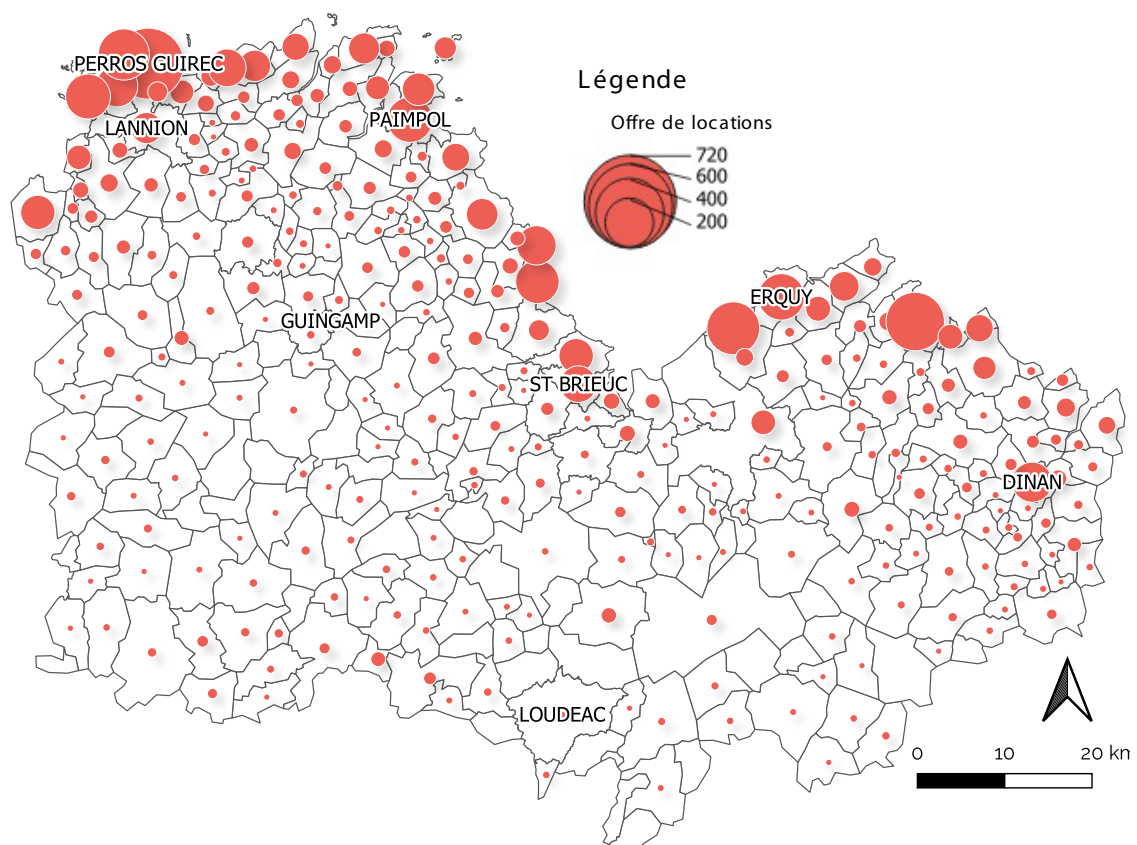 PERROS GUIREC
LANNION
PAIMPOL
Légende
Offre de locations
720
600
400
200
GUINGAMP
ERQUY
ST BRIEUC
DINAN
LOUDEAC
0 10 20 km